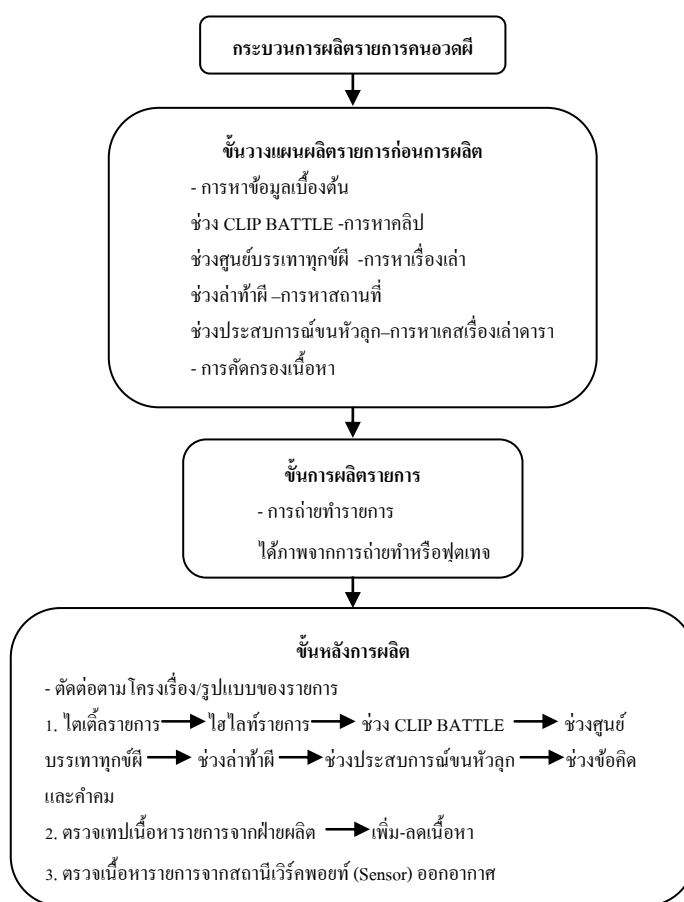 กระบวนการผลิตรายการคนอวดผี
ขั้นวางแผนผลิตรายการก่อนการผลิต
- การหาข้อมูลเบื้องต้น
ช่วง CLIP BATTLE -การหาคลิป
ช่วงศูนย์บรรเทาทุกข์ผี -การหาเรื่องเล่า
ช่วงล่าท้าผี –การหาสถานที่
ช่วงประสบการณ์ขนหัวลุก–การหาเคสเรื่องเล่าดารา
- การคัดกรองเนื้อหา
ขั้นการผลิตรายการ
- การถ่ายทำรายการ
ได้ภาพจากการถ่ายทำหรือฟุตเทจ
ขั้นหลังการผลิต
- ตัดต่อตามโครงเรื่อง/รูปแบบของรายการ
1. ไตเติ้ลรายการ ไฮไลท์รายการ ช่วง CLIP BATTLE ช่วงศูนย์
บรรเทาทุกข์ผี ช่วงล่าท้าผี ช่วงประสบการณ์ขนหัวลุก ช่วงข้อคิด
และคำคม
2. ตรวจเทปเนื้อหารายการจากฝ่ายผลิต เพิ่ม-ลดเนื้อหา
3. ตรวจเนื้อหารายการจากสถานีเวิร์คพอยท์ (Sensor) ออกอากาศ